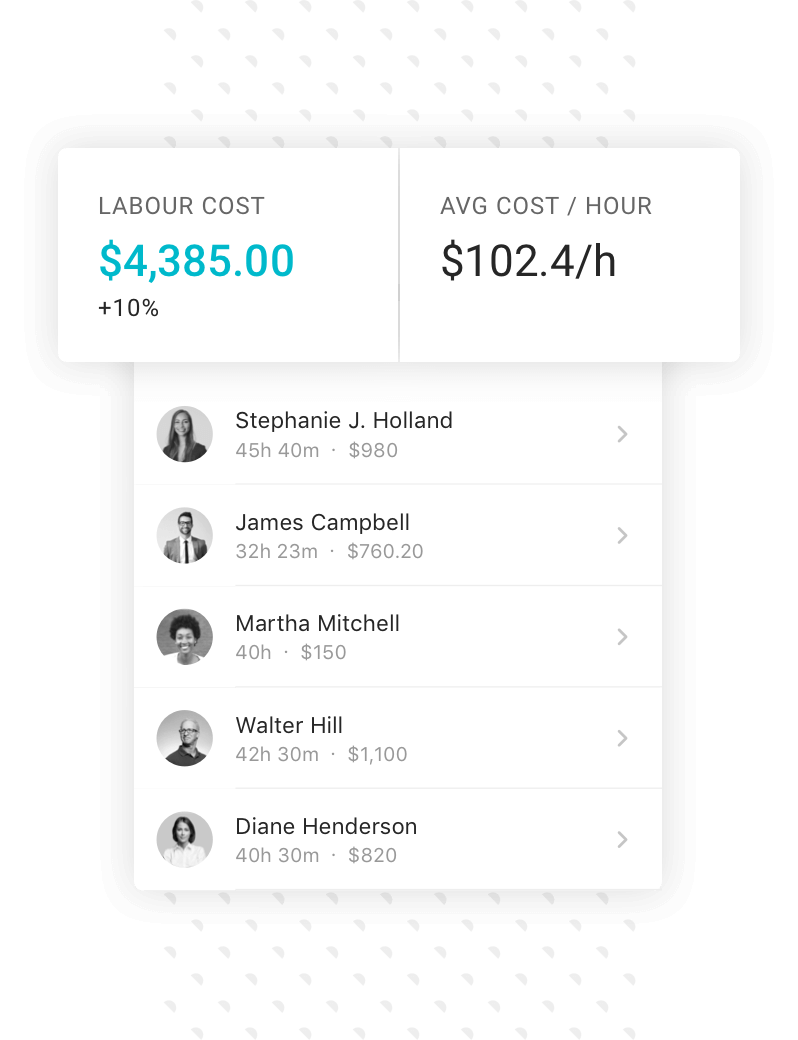 LABOUR COST
$4,385.00
+10%
AVG COST / HOUR
$102.4/h
Stephanie J. Holland
45h 40m · $980
James Campbell
32h 23m · $760.20
Martha Mitchell
40h · $150
Walter Hill
42h 30m · $1,100
Diane Henderson
40h 30m · $820